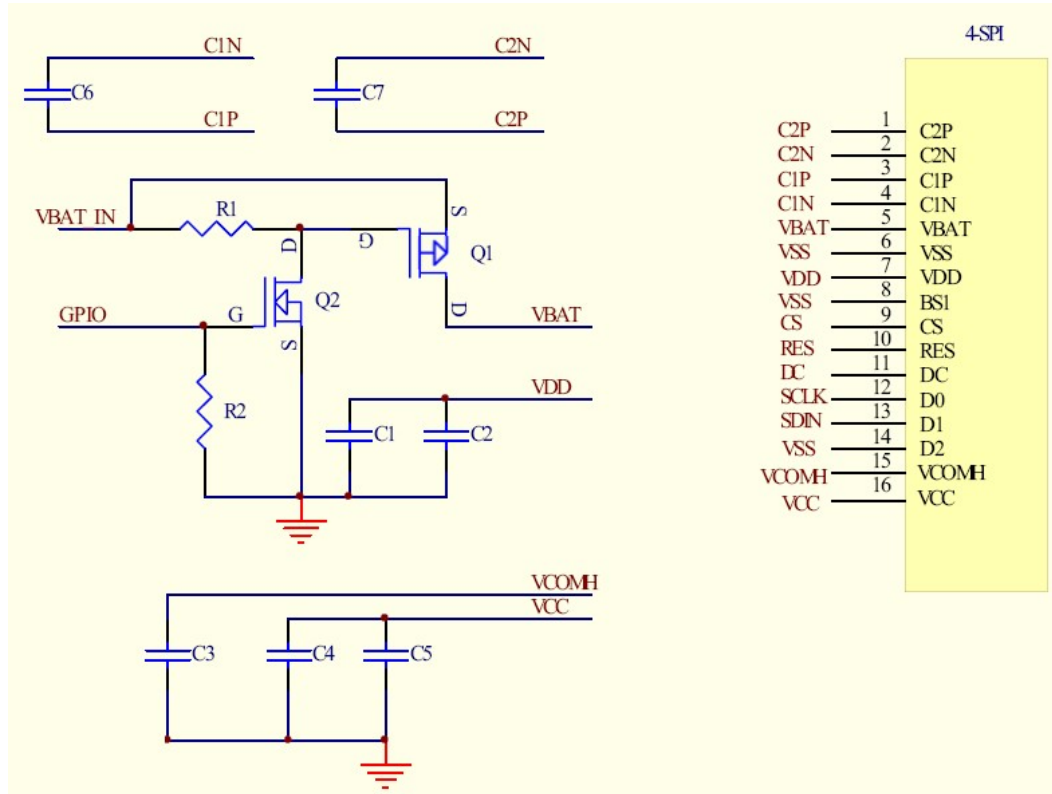 4-SPI
C1N
C6
C1P
C2N
C7
C2P
VBAT IN
R1
D
G
S
Q1
D
VBAT
GPIO
G
Q2
S
R2
VDD
C1
C2
VCOMH
VCC
C3
C4
C5
C2P 1 C2P
C2N 2 C2N
C1P 3 C1P
C1N 4 C1N
VBAT 5 VBAT
VSS 6 VSS
VDD 7 VDD
VSS 8 BS1
CS 9 CS
RES 10 RES
DC 11 DC
SCLK 12 D0
SDIN 13 D1
VSS 14 D2
VCOMH 15 VCOMH
VCC 16 VCC